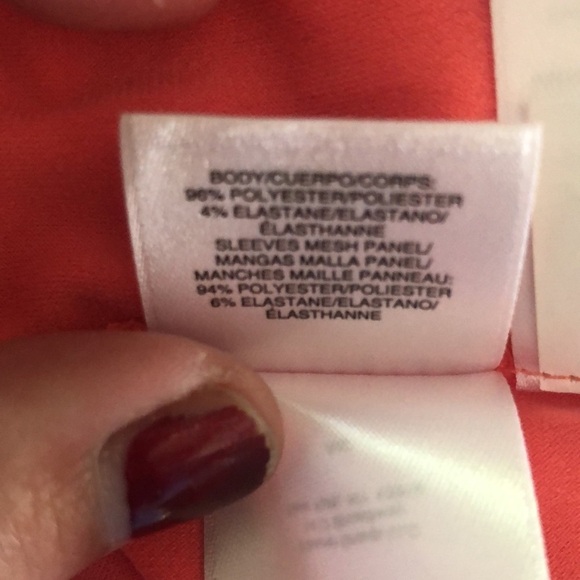 BODY/CUERPO/CORPS:
96% POLYESTER/POLIESTER
4% ELASTANE/ELASTANO/
ÉLASTHANNE
SLEEVES MESH PANEL/
MANGAS MALLA PANEL/
MANCHES MAILLE PANNEAU:
94% POLYESTER/POLIESTER
6% ELASTANE/ELASTANO/
ÉLASTHANNE